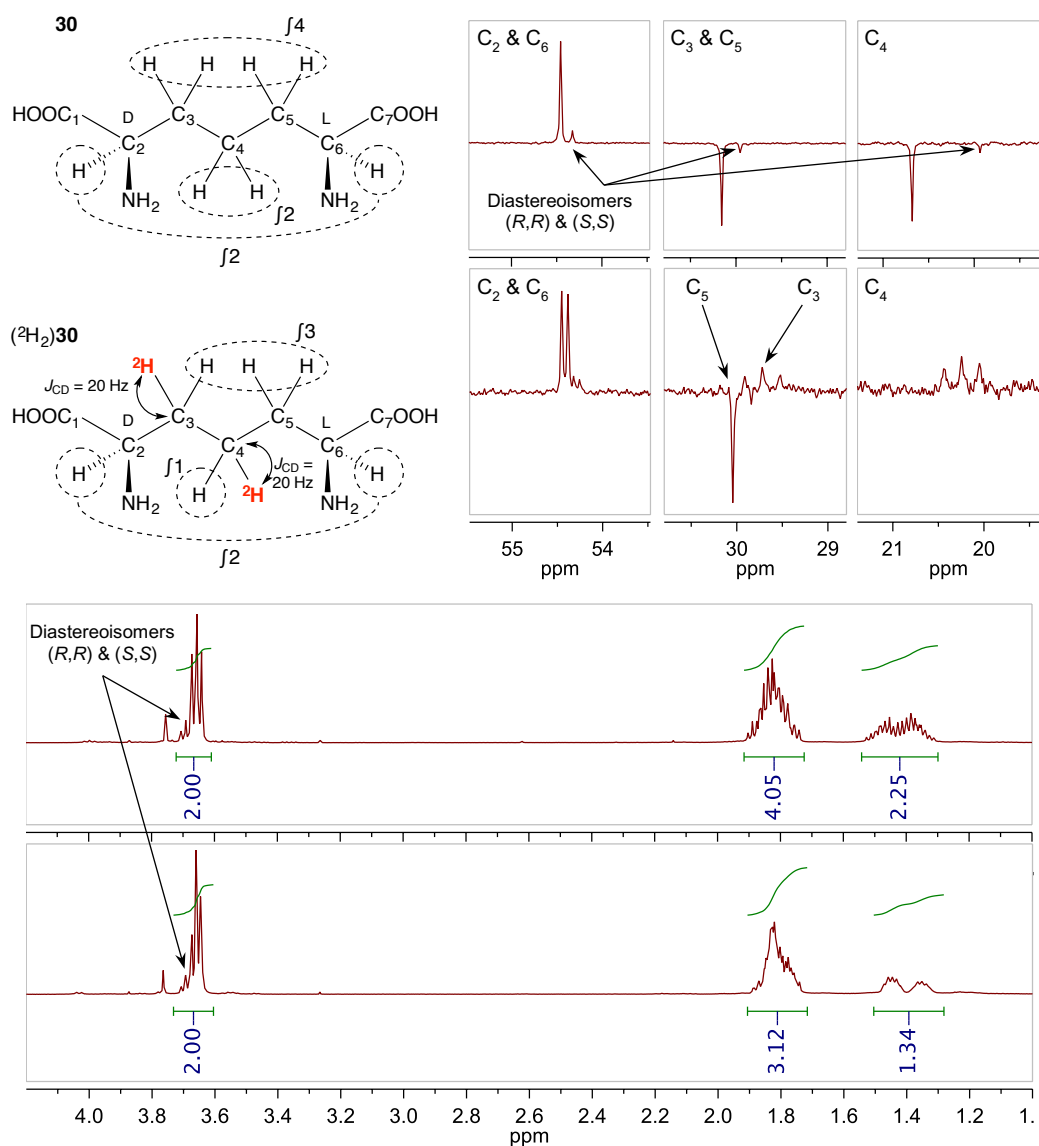 30
∫4
H H H H
HOOC₁ D C₃ C₅ L C₇OOH
C₂ C₄ C₆
H H H H
NH₂ ∫2 NH₂
∫2
C₂ & C₆
C₃ & C₅
C₄
Diastereoisomers
(R,R) & (S,S)
(²H₂)30
∫3
²H H H H
J_CD = 20 Hz
HOOC₁ D C₃ C₅ L C₇OOH
C₂ C₄ C₆
J_CD =
20 Hz
H ∫1 H ²H H
NH₂ NH₂
∫2
C₂ & C₆
C₅ C₃
C₄
55 54
ppm
30 29
ppm
21 20
ppm
Diastereoisomers
(R,R) & (S,S)
2.00 4.05 2.25
2.00 3.12 1.34
4.0 3.8 3.6 3.4 3.2 3.0 2.8 2.6 2.4 2.2 2.0 1.8 1.6 1.4 1.2 1.
ppm